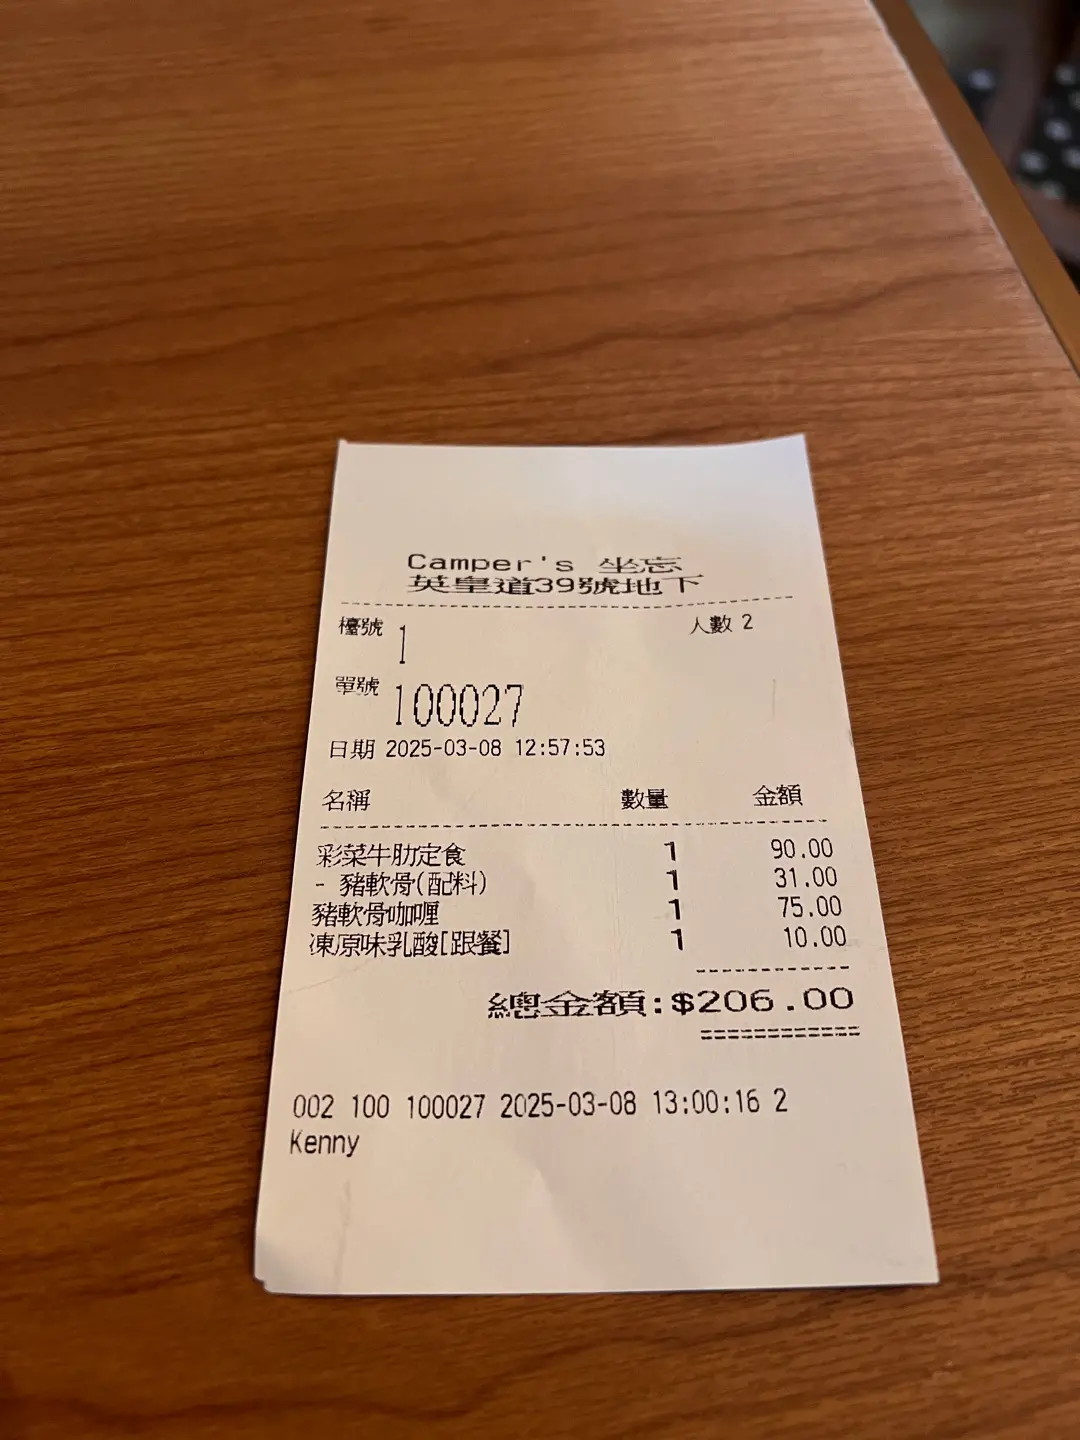 Camper's 坐忘
英皇道39號地下
檯號 1 人數 2
單號 100027
日期 2025-03-08 12:57:53
名稱 數量 金額
彩菜牛肋定食 1 90.00
- 豬軟骨(配料) 1 31.00
豬軟骨咖喱 1 75.00
凍原味乳酸[跟餐] 1 10.00
總金額:$206.00
002 100 100027 2025-03-08 13:00:16 2
Kenny